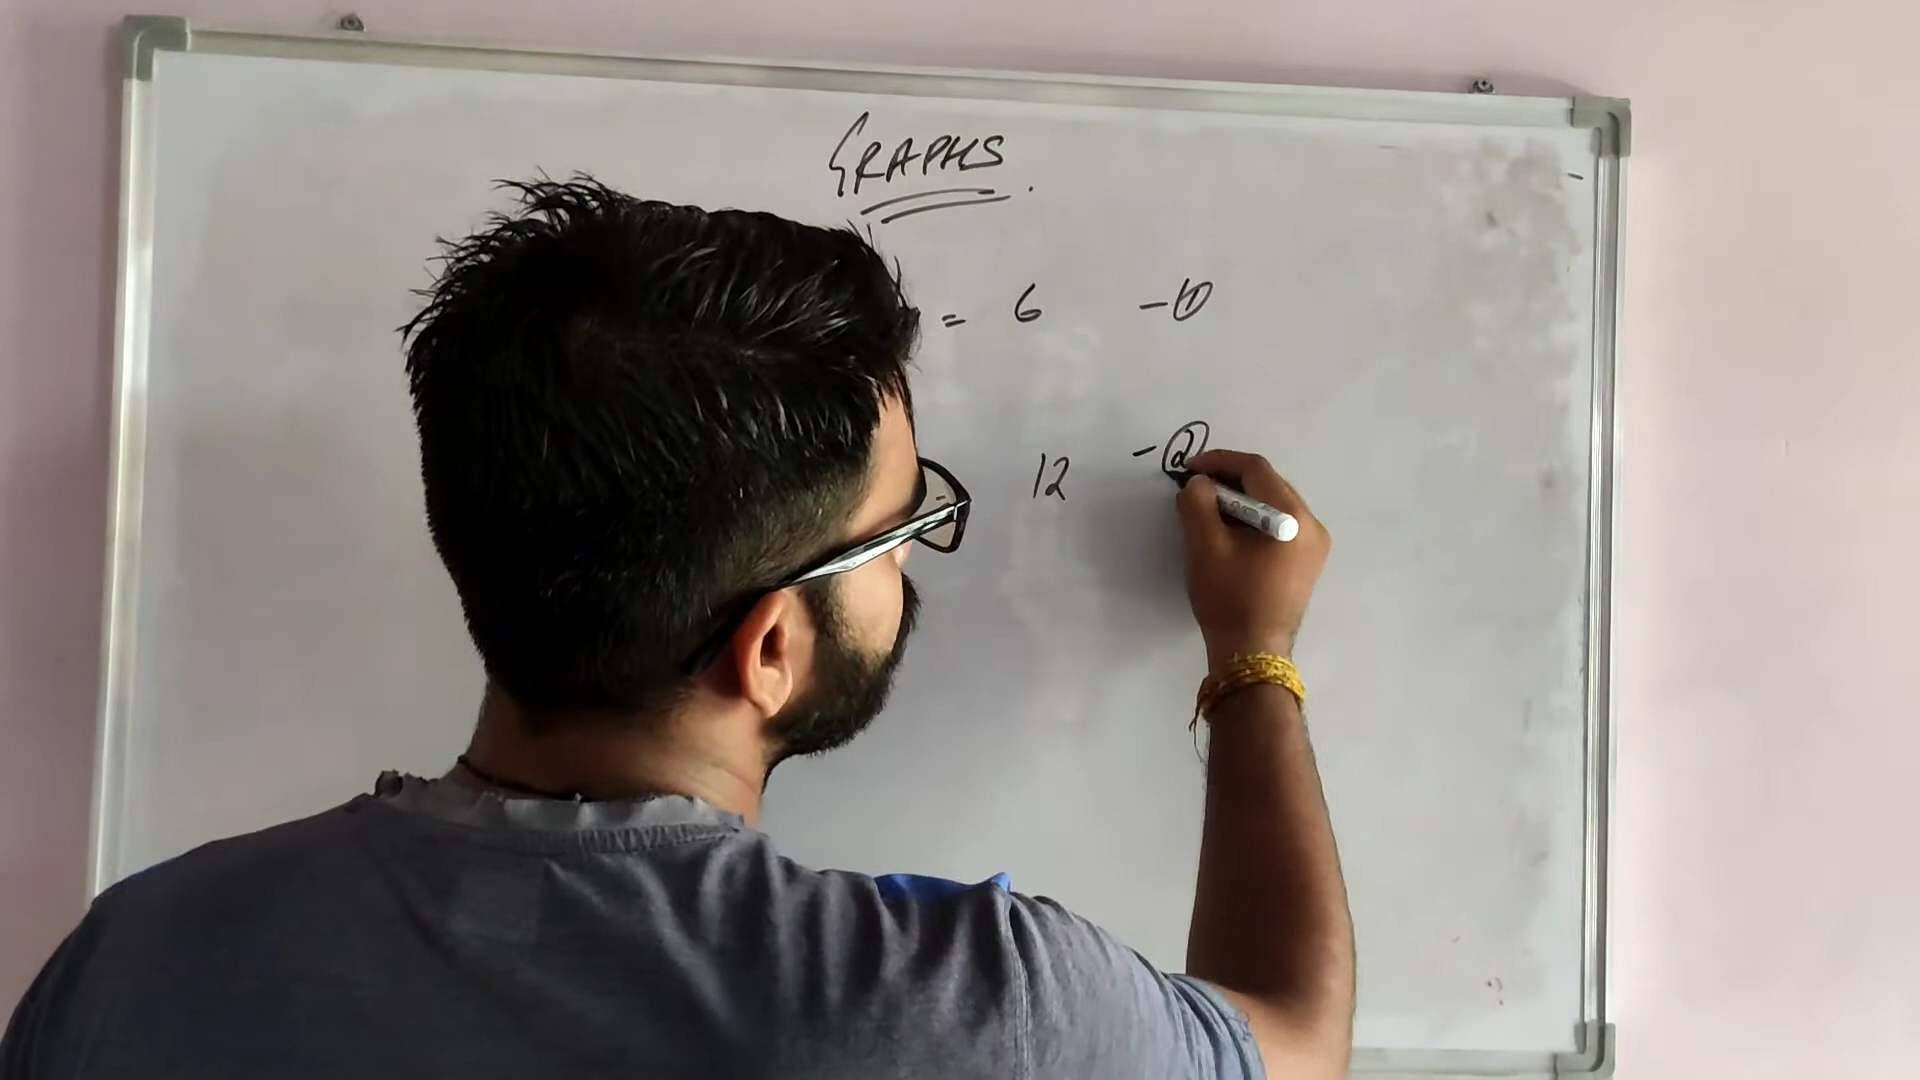 GRAPHS
= 6 - ①
12 - ②